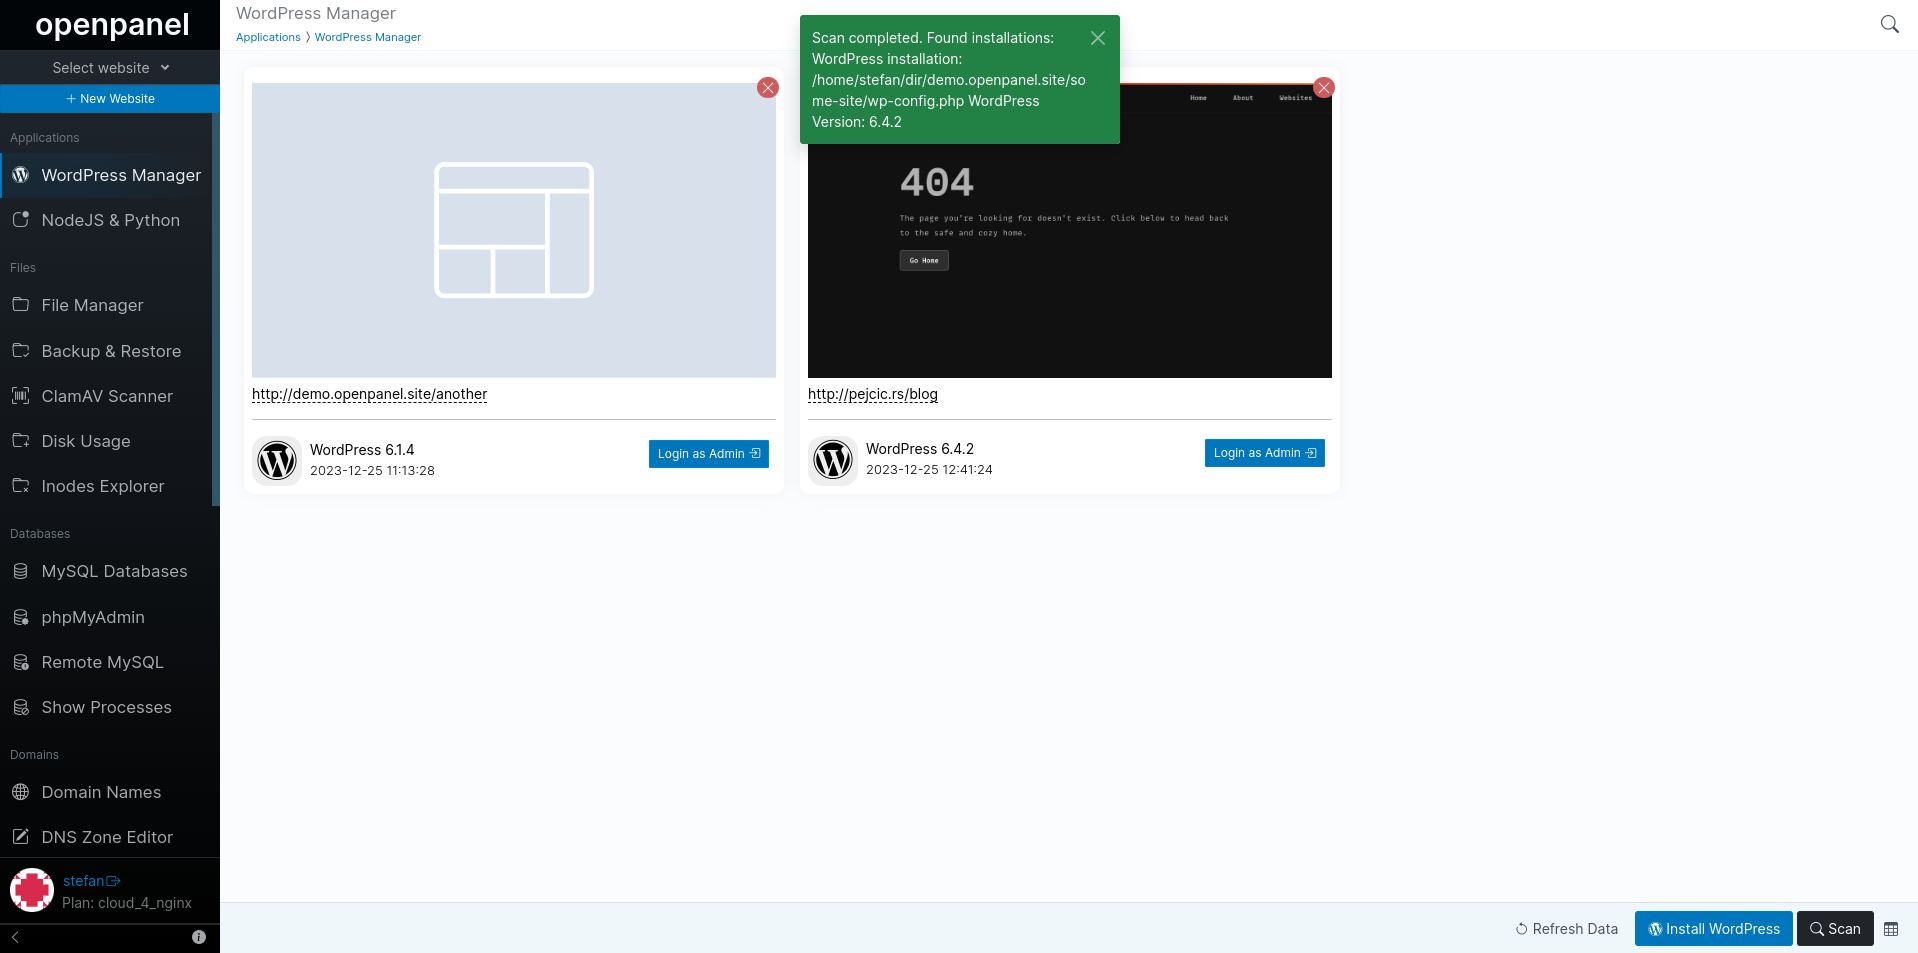 openpanel
Select website
+ New Website
Applications
WordPress Manager
NodeJS & Python
Files
File Manager
Backup & Restore
ClamAV Scanner
Disk Usage
Inodes Explorer
Databases
MySQL Databases
phpMyAdmin
Remote MySQL
Show Processes
Domains
Domain Names
DNS Zone Editor
stefan
Plan: cloud_4_nginx
WordPress Manager
Applications > WordPress Manager
Scan completed. Found installations:
WordPress installation:
/home/stefan/dir/demo.openpanel.site/so
me-site/wp-config.php WordPress
Version: 6.4.2
http://demo.openpanel.site/another
WordPress 6.1.4
2023-12-25 11:13:28
Login as Admin
Home About Websites
404
The page you're looking for doesn't exist. Click below to head back
to the safe and cozy home.
Go Home
http://pejcic.rs/blog
WordPress 6.4.2
2023-12-25 12:41:24
Login as Admin
Refresh Data
Install WordPress
Scan